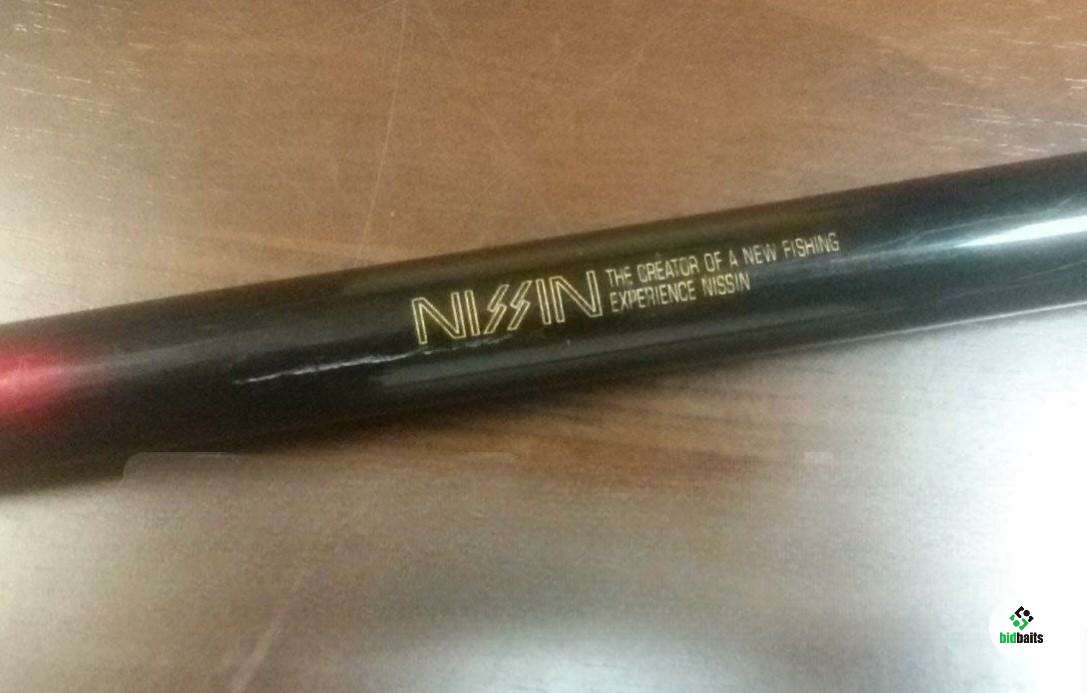 NISSIN THE CREATOR OF A NEW FISHING
EXPERIENCE NISSIN
bidbaits